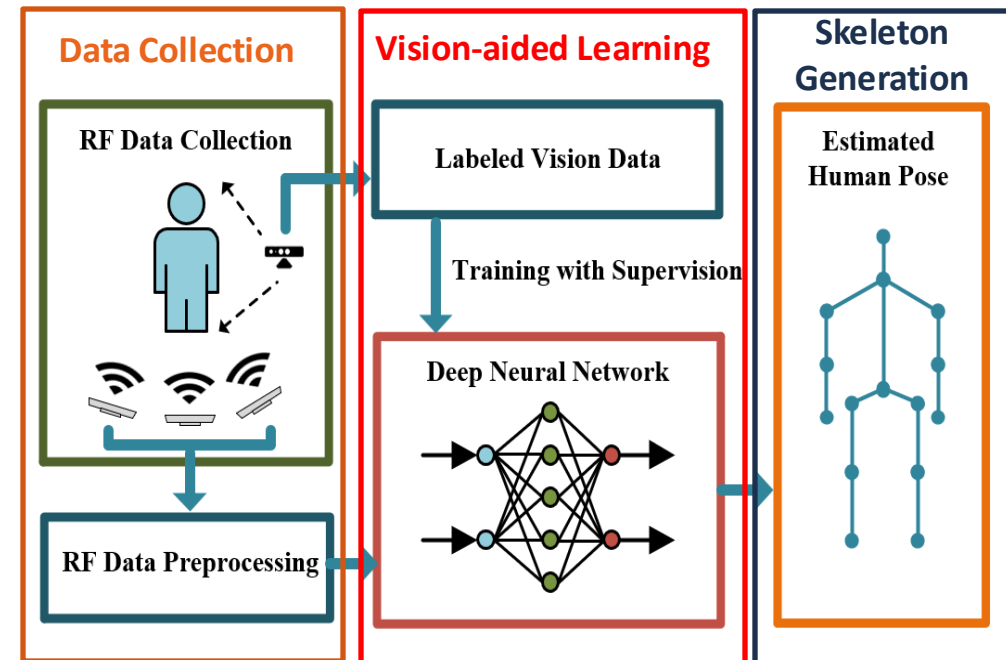 Data Collection
RF Data Collection
RF Data Preprocessing
Vision-aided Learning
Labeled Vision Data
Training with Supervision
Deep Neural Network
Skeleton
Generation
Estimated
Human Pose